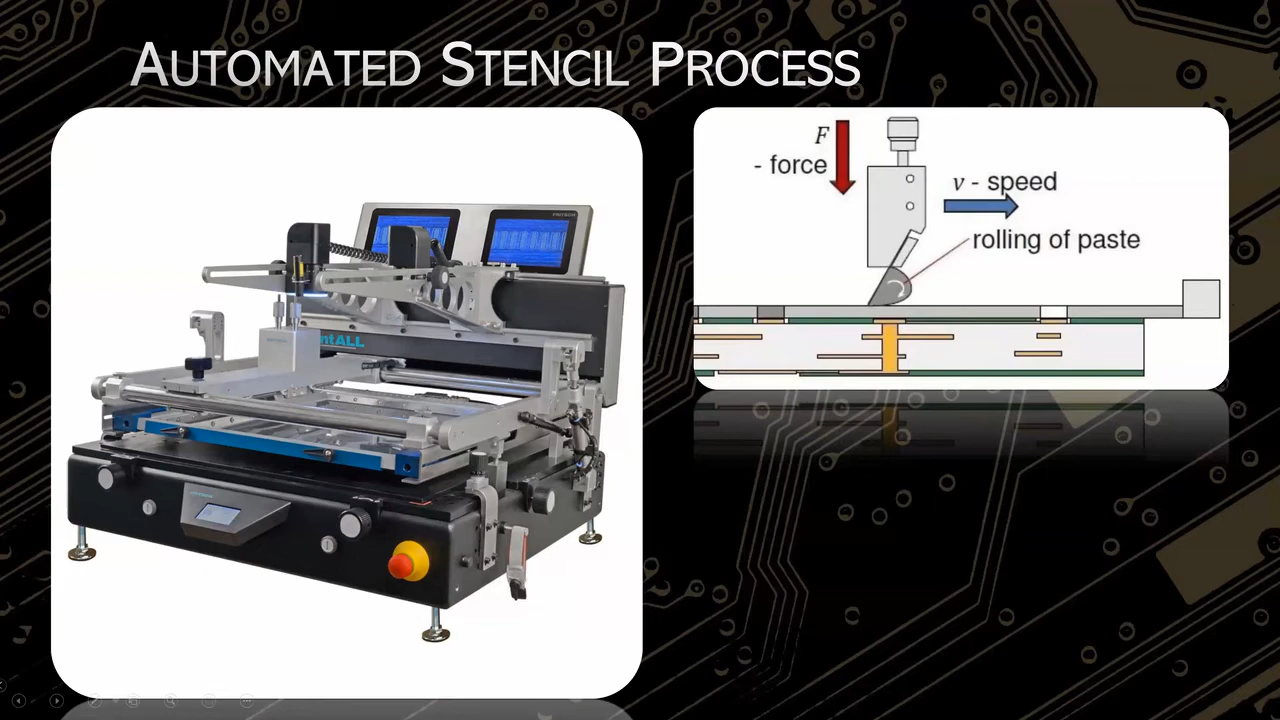 Automated Stencil Process
ntALL
F
- force
v - speed
rolling of paste